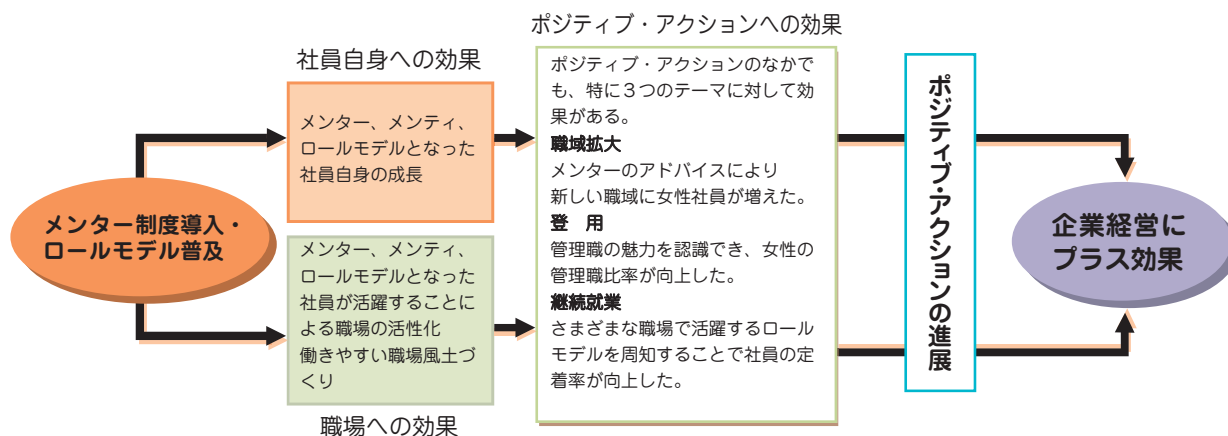 メンター制度導入・
ロールモデル普及
社員自身への効果
メンター、メンティ、
ロールモデルとなった
社員自身の成長
メンター、メンティ、
ロールモデルとなった
社員が活躍することに
よる職場の活性化
働きやすい職場風土づ
くり
職場への効果
ポジティブ・アクションへの効果
ポジティブ・アクションのなかで
も、特に３つのテーマに対して効
果がある。
職域拡大
メンターのアドバイスにより
新しい職域に女性社員が増えた。
登　用
管理職の魅力を認識でき、女性の
管理職比率が向上した。
継続就業
さまざまな職場で活躍するロール
モデルを周知することで社員の定
着率が向上した。
ポジティブ・アクションの進展
企業経営に
プラス効果